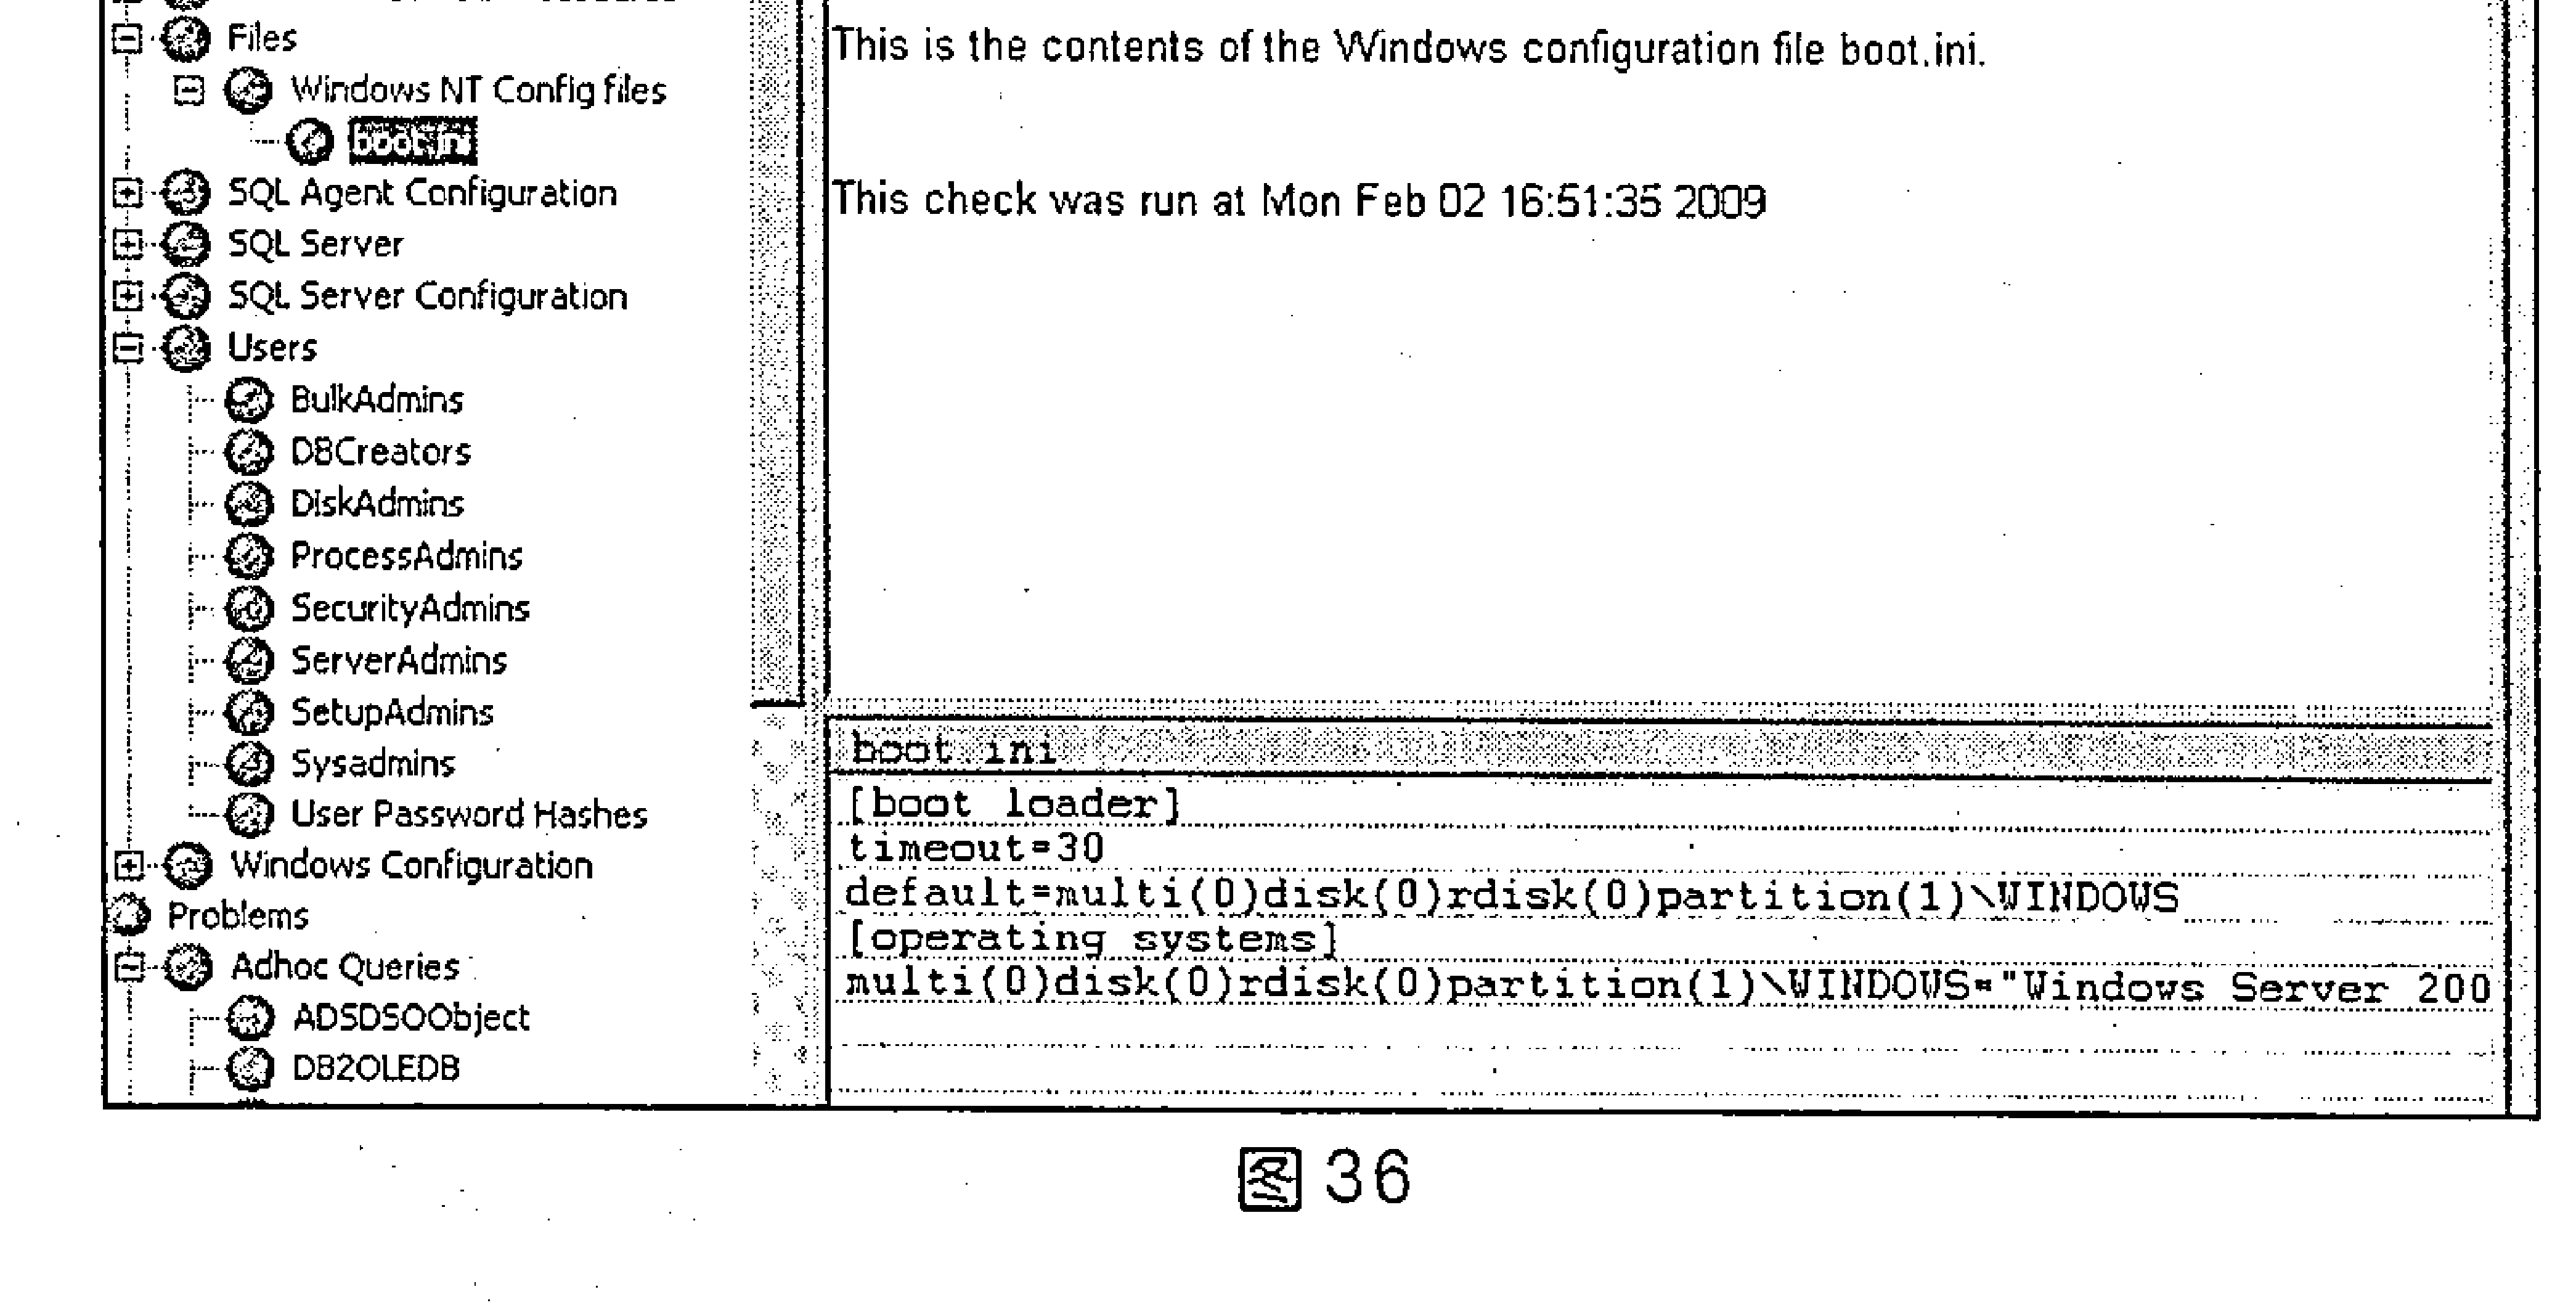 Files
Windows NT Config files
boot.ini
SQL Agent Configuration
SQL Server
SQL Server Configuration
Users
BulkAdmins
DBCreators
DiskAdmins
ProcessAdmins
SecurityAdmins
ServerAdmins
SetupAdmins
Sysadmins
User Password Hashes
Windows Configuration
Problems
Adhoc Queries
ADSDSOObject
DB2OLEDB
This is the contents of the Windows configuration file boot.ini.
This check was run at Mon Feb 02 16:51:35 2009
boot ini
[boot loader]
timeout=30
default=multi(0)disk(0)rdisk(0)partition(1)\WINDOWS
[operating systems]
multi(0)disk(0)rdisk(0)partition(1)\WINDOWS="Windows Server 200
图 36